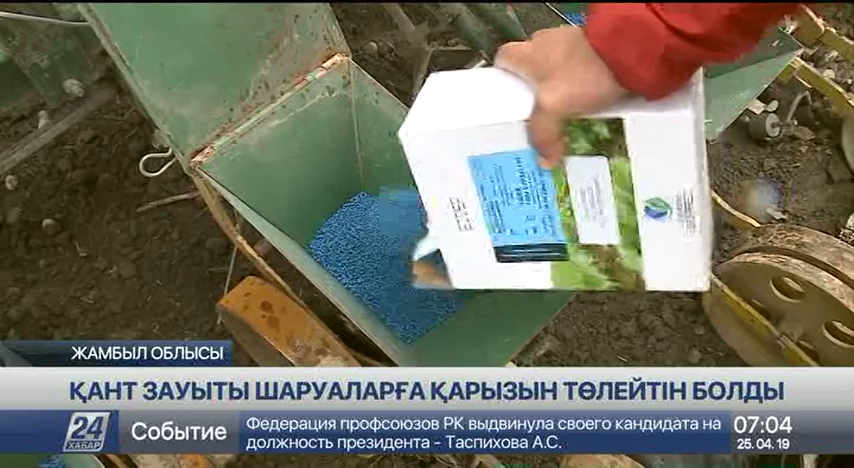 ЖАМБЫЛ ОБЛЫСЫ
ҚАНТ ЗАУЫТЫ ШАРУАЛАРҒА ҚАРЫЗЫН ТӨЛЕЙТІН БОЛДЫ
24
ХАБАР
Событие
Федерация профсоюзов РК выдвинула своего кандидата на
должность президента - Таспихова А.С.
07:04
25.04.19